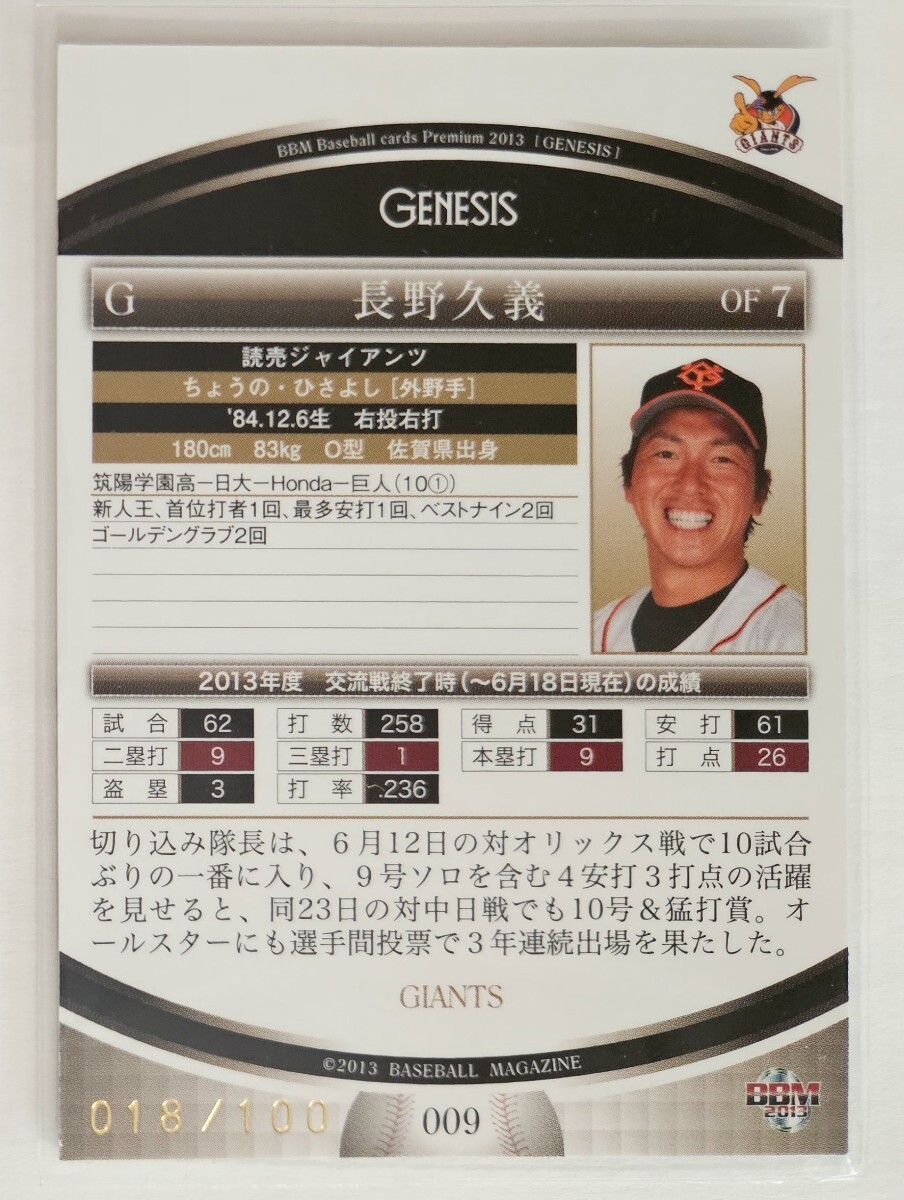 GIANTS
BBM Baseball cards Premium 2013 [GENESIS]
GENESIS
G 長野久義 OF 7
読売ジャイアンツ
ちょうの・ひさよし［外野手］
'84.12.6生　右投右打
180㎝　83kg　O型　佐賀県出身
筑陽学園高ー日大ーHondaー巨人（10①）
新人王、首位打者1回、最多安打1回、ベストナイン2回
ゴールデングラブ2回
2013年度　交流戦終了時（〜6月18日現在）の成績
試合 62 打数 258 得点 31 安打 61
二塁打 9 三塁打 1 本塁打 9 打点 26
盗塁 3 打率 .236
切り込み隊長は、６月12日の対オリックス戦で10試合
ぶりの一番に入り、９号ソロを含む４安打３打点の活躍
を見せると、同23日の対中日戦でも10号＆猛打賞。オ
ールスターにも選手間投票で３年連続出場を果たした。
GIANTS
©2013 BASEBALL MAGAZINE
018/100
009
BBM
2013